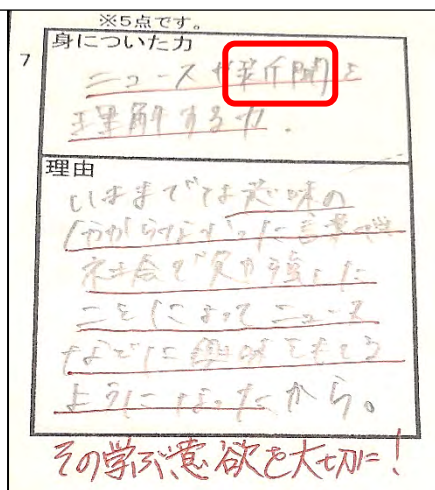 ※5点です。
7
身についた力
ニュースや新聞を
理解する力.
理由
いままでは意味の
分からなかった言葉でも
社会で勉強した
ことによってニュース
などに興味をもてる
ようになったから。
その学ぶ意欲を大切に!